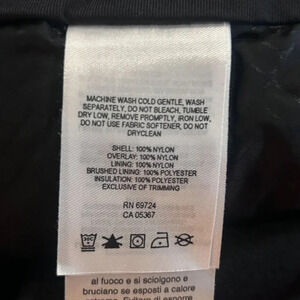 MACHINE WASH COLD GENTLE, WASH
SEPARATELY, DO NOT BLEACH, TUMBLE
DRY LOW, REMOVE PROMPTLY, IRON LOW,
DO NOT USE FABRIC SOFTENER, DO NOT
DRYCLEAN
SHELL: 100% NYLON
OVERLAY: 100% NYLON
LINING: 100% NYLON
BRUSHED LINING: 100% POLYESTER
INSULATION: 100% POLYESTER
EXCLUSIVE OF TRIMMING
RN 69724
CA 05367
al fuoco e si sciolgono e
bruciano se esposti a calore